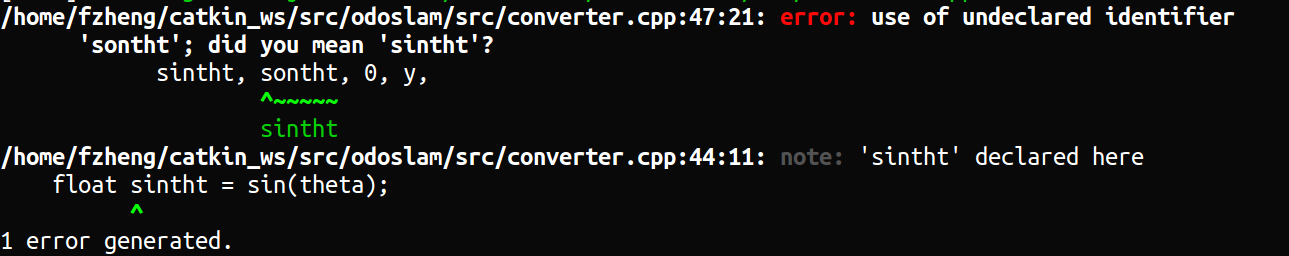 /home/fzheng/catkin_ws/src/odoslam/src/converter.cpp:47:21: error: use of undeclared identifier
      'sontht'; did you mean 'sintht'?
            sintht, sontht, 0, y,
                    ^~~~~~
                    sintht
/home/fzheng/catkin_ws/src/odoslam/src/converter.cpp:44:11: note: 'sintht' declared here
    float sintht = sin(theta);
          ^
1 error generated.